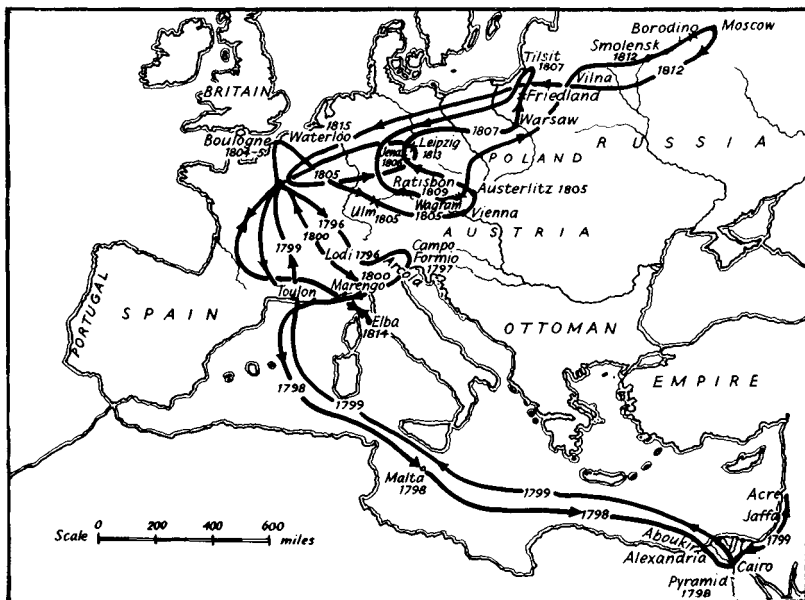 Borodino
Moscow
Smolensk
1812
Tilsit
1807
Vilna
1812
BRITAIN
Friedland
Warsaw
1815
Waterloo
Boulogne
1804-5
1807
RUSSIA
Leipzig
1813
Jena
1806
POLAND
1805
Ratisbon
1809
Austerlitz 1805
Wagram
1805
Ulm
1805
Vienna
1796
1800
AUSTRIA
1799
Lodi 1796
Campo
Formio
1797
Arcola
1800
Marengo
Toulon
PORTUGAL
SPAIN
Elba
1814
OTTOMAN
EMPIRE
1798
1799
Malta
1798
1799
1798
Acre
Jaffa
1799
Aboukir
Alexandria
Cairo
Pyramid
1798
Scale 0 200 400 600
miles